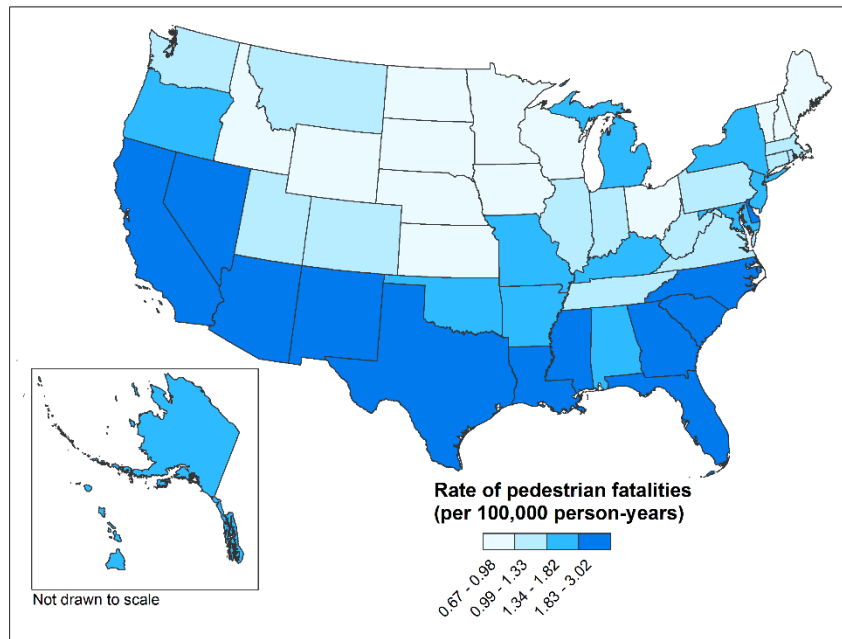 Not drawn to scale
Rate of pedestrian fatalities
(per 100,000 person-years)
0.67 - 0.98
0.99 - 1.33
1.34 - 1.82
1.83 - 3.02